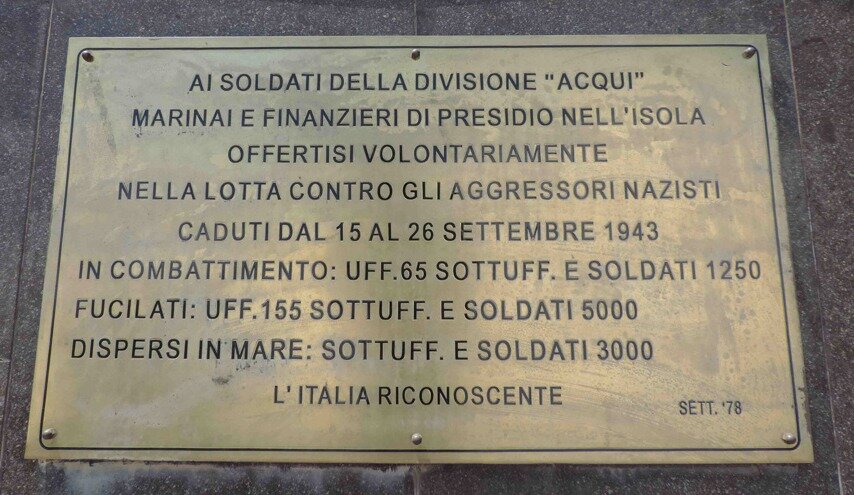 AI SOLDATI DELLA DIVISIONE "ACQUI"
MARINAI E FINANZIERI DI PRESIDIO NELL'ISOLA
OFFERTISI VOLONTARIAMENTE
NELLA LOTTA CONTRO GLI AGGRESSORI NAZISTI
CADUTI DAL 15 AL 26 SETTEMBRE 1943
IN COMBATTIMENTO: UFF.65 SOTTUFF. E SOLDATI 1250
FUCILATI: UFF.155 SOTTUFF. E SOLDATI 5000
DISPERSI IN MARE: SOTTUFF. E SOLDATI 3000
L' ITALIA RICONOSCENTE
SETT. '78